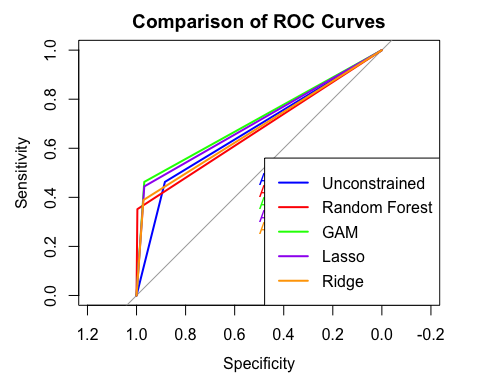 Comparison of ROC Curves
Sensitivity
1.0
0.8
0.6
0.4
0.2
0.0
Unconstrained
Random Forest
GAM
Lasso
Ridge
1.2 1.0 0.8 0.6 0.4 0.2 0.0 -0.2
Specificity